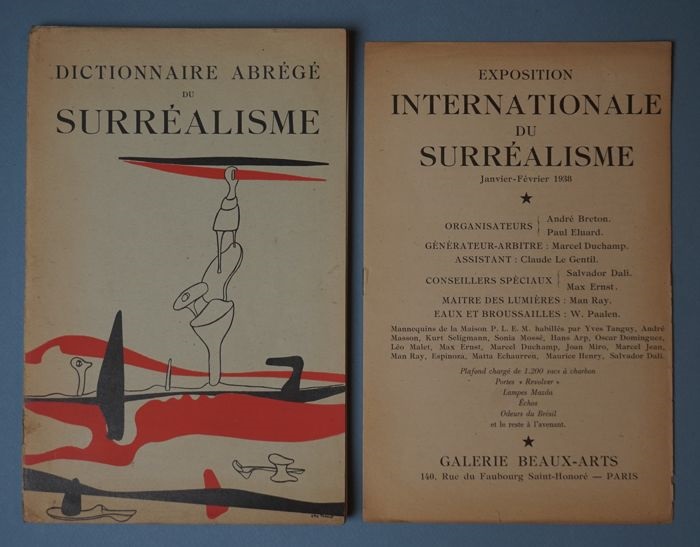 DICTIONNAIRE ABRÉGÉ
DU
SURRÉALISME
EXPOSITION
INTERNATIONALE
DU
SURRÉALISME
Janvier-Février 1938
★
ORGANISATEURS { André Breton.
Paul Eluard.
GÉNÉRATEUR-ARBITRE : Marcel Duchamp.
ASSISTANT : Claude Le Gentil.
CONSEILLERS SPÉCIAUX { Salvador Dali.
Max Ernst.
MAITRE DES LUMIÈRES : Man Ray.
EAUX ET BROUSSAILLES : W. Paalen.
Mannequins de la Maison P. L. E. M. habillés par Yves Tanguy, André
Masson, Kurt Seligmann, Sonia Mossé, Hans Arp, Oscar Dominguez,
Léo Malet, Max Ernst, Marcel Duchamp, Joan Miro, Marcel Jean,
Man Ray, Espinoza, Matta Echaurren, Maurice Henry, Salvador Dali.
Plafond chargé de 1.200 sacs à charbon
Portes « Revolver »
Lampes Mazda
Échos
Odeurs du Brésil
et le reste à l'avenant.
★
GALERIE BEAUX-ARTS
140, Rue du Faubourg Saint-Honoré — PARIS